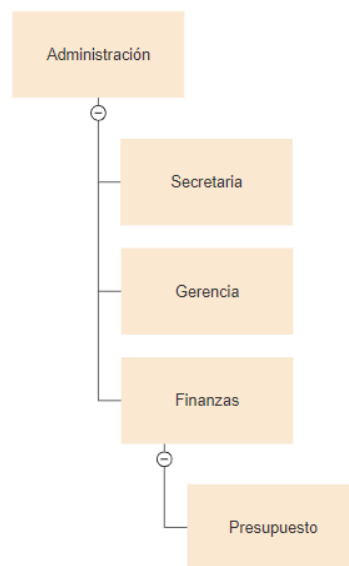 Administración
Secretaria
Gerencia
Finanzas
Presupuesto